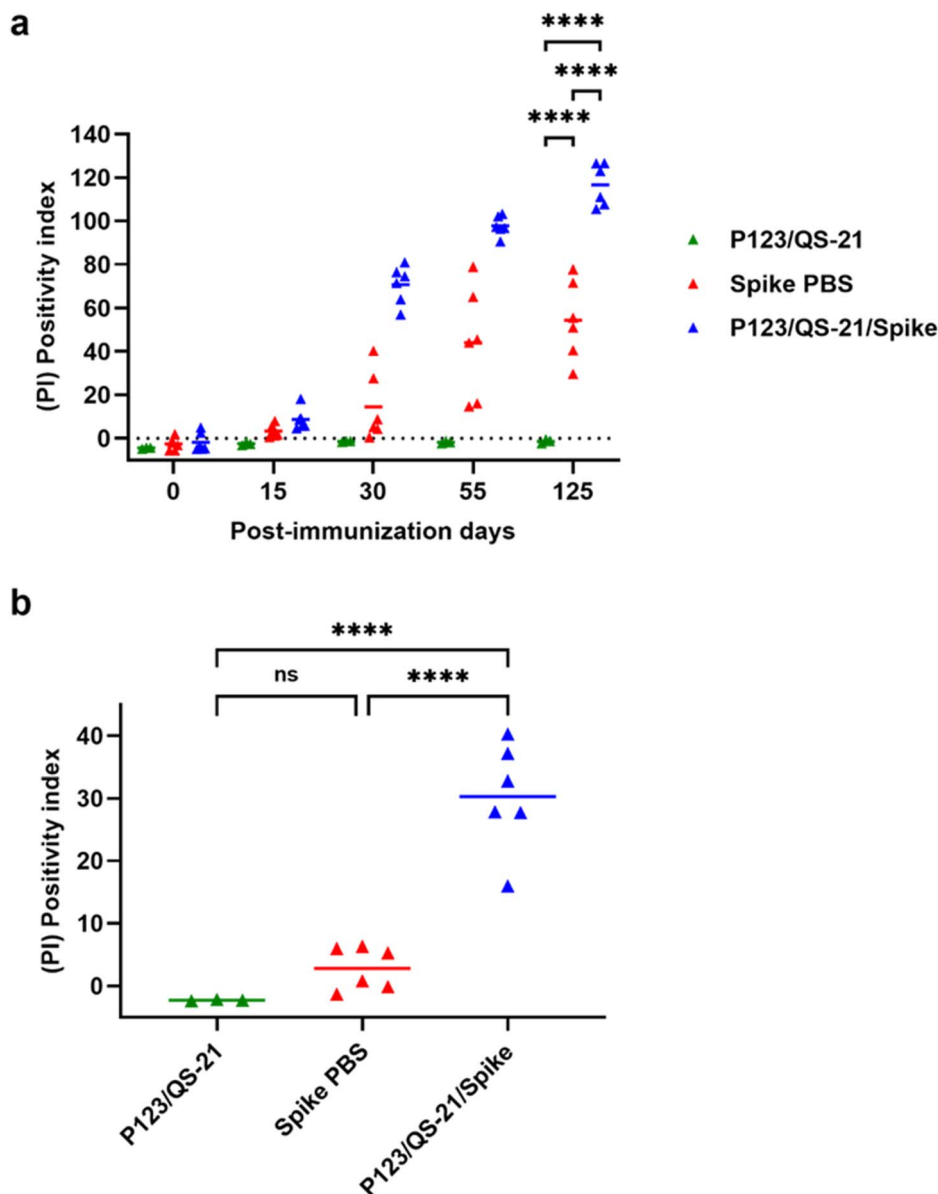 a
****
****
****
140
120
100
80
60
40
20
0
(PI) Positivity index
0 15 30 55 125
Post-immunization days
P123/QS-21
Spike PBS
P123/QS-21/Spike
b
****
ns ****
40
30
20
10
0
(PI) Positivity index
P123/QS-21
Spike PBS
P123/QS-21/Spike